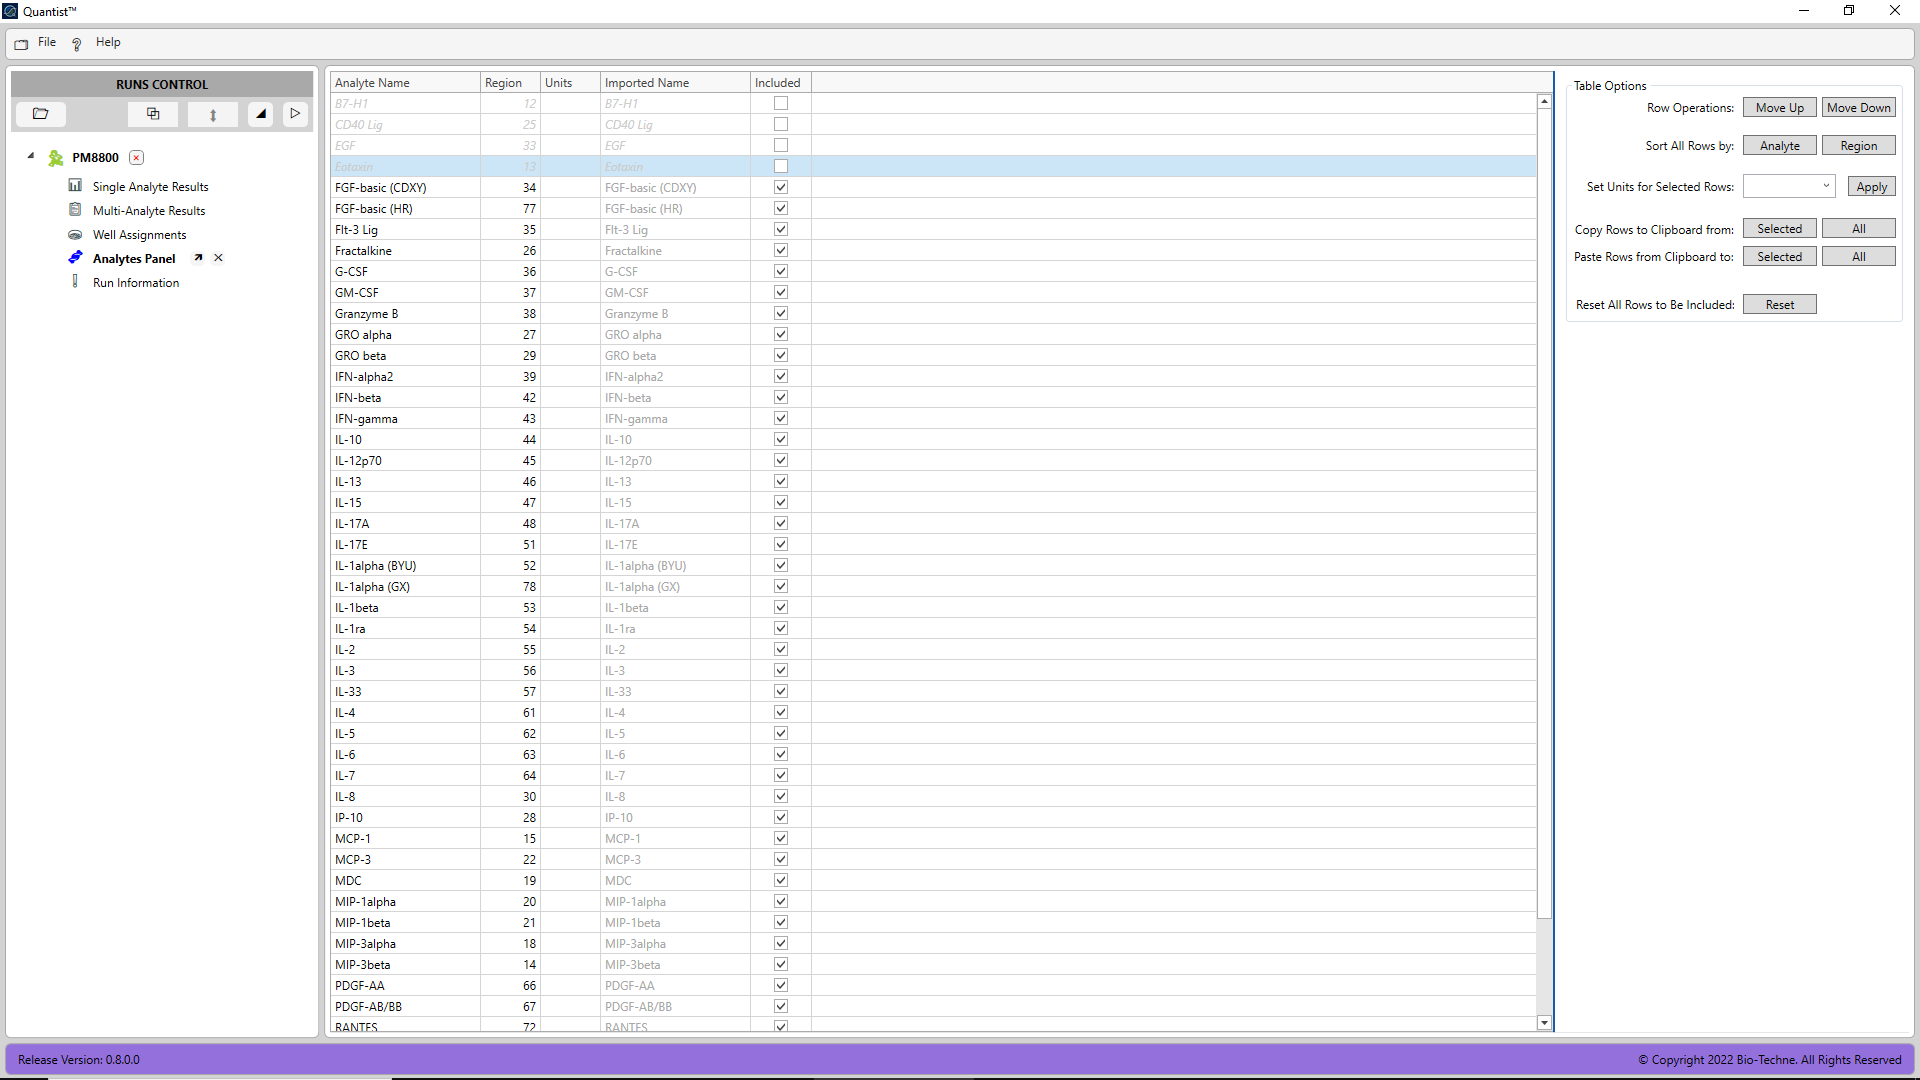 Quantist™
File Help
RUNS CONTROL
PM8800
Single Analyte Results
Multi-Analyte Results
Well Assignments
Analytes Panel
Run Information
Analyte Name Region Units Imported Name Included
B7-H1 12 B7-H1
CD40 Lig 25 CD40 Lig
EGF 33 EGF
Eotaxin 13 Eotaxin
FGF-basic (CDXY) 34 FGF-basic (CDXY)
FGF-basic (HR) 77 FGF-basic (HR)
Flt-3 Lig 35 Flt-3 Lig
Fractalkine 26 Fractalkine
G-CSF 36 G-CSF
GM-CSF 37 GM-CSF
Granzyme B 38 Granzyme B
GRO alpha 27 GRO alpha
GRO beta 29 GRO beta
IFN-alpha2 39 IFN-alpha2
IFN-beta 42 IFN-beta
IFN-gamma 43 IFN-gamma
IL-10 44 IL-10
IL-12p70 45 IL-12p70
IL-13 46 IL-13
IL-15 47 IL-15
IL-17A 48 IL-17A
IL-17E 51 IL-17E
IL-1alpha (BYU) 52 IL-1alpha (BYU)
IL-1alpha (GX) 78 IL-1alpha (GX)
IL-1beta 53 IL-1beta
IL-1ra 54 IL-1ra
IL-2 55 IL-2
IL-3 56 IL-3
IL-33 57 IL-33
IL-4 61 IL-4
IL-5 62 IL-5
IL-6 63 IL-6
IL-7 64 IL-7
IL-8 30 IL-8
IP-10 28 IP-10
MCP-1 15 MCP-1
MCP-3 22 MCP-3
MDC 19 MDC
MIP-1alpha 20 MIP-1alpha
MIP-1beta 21 MIP-1beta
MIP-3alpha 18 MIP-3alpha
MIP-3beta 14 MIP-3beta
PDGF-AA 66 PDGF-AA
PDGF-AB/BB 67 PDGF-AB/BB
RANTES 72 RANTES
Table Options
Row Operations: Move Up Move Down
Sort All Rows by: Analyte Region
Set Units for Selected Rows: Apply
Copy Rows to Clipboard from: Selected All
Paste Rows from Clipboard to: Selected All
Reset All Rows to Be Included: Reset
Release Version: 0.8.0.0
© Copyright 2022 Bio-Techne. All Rights Reserved